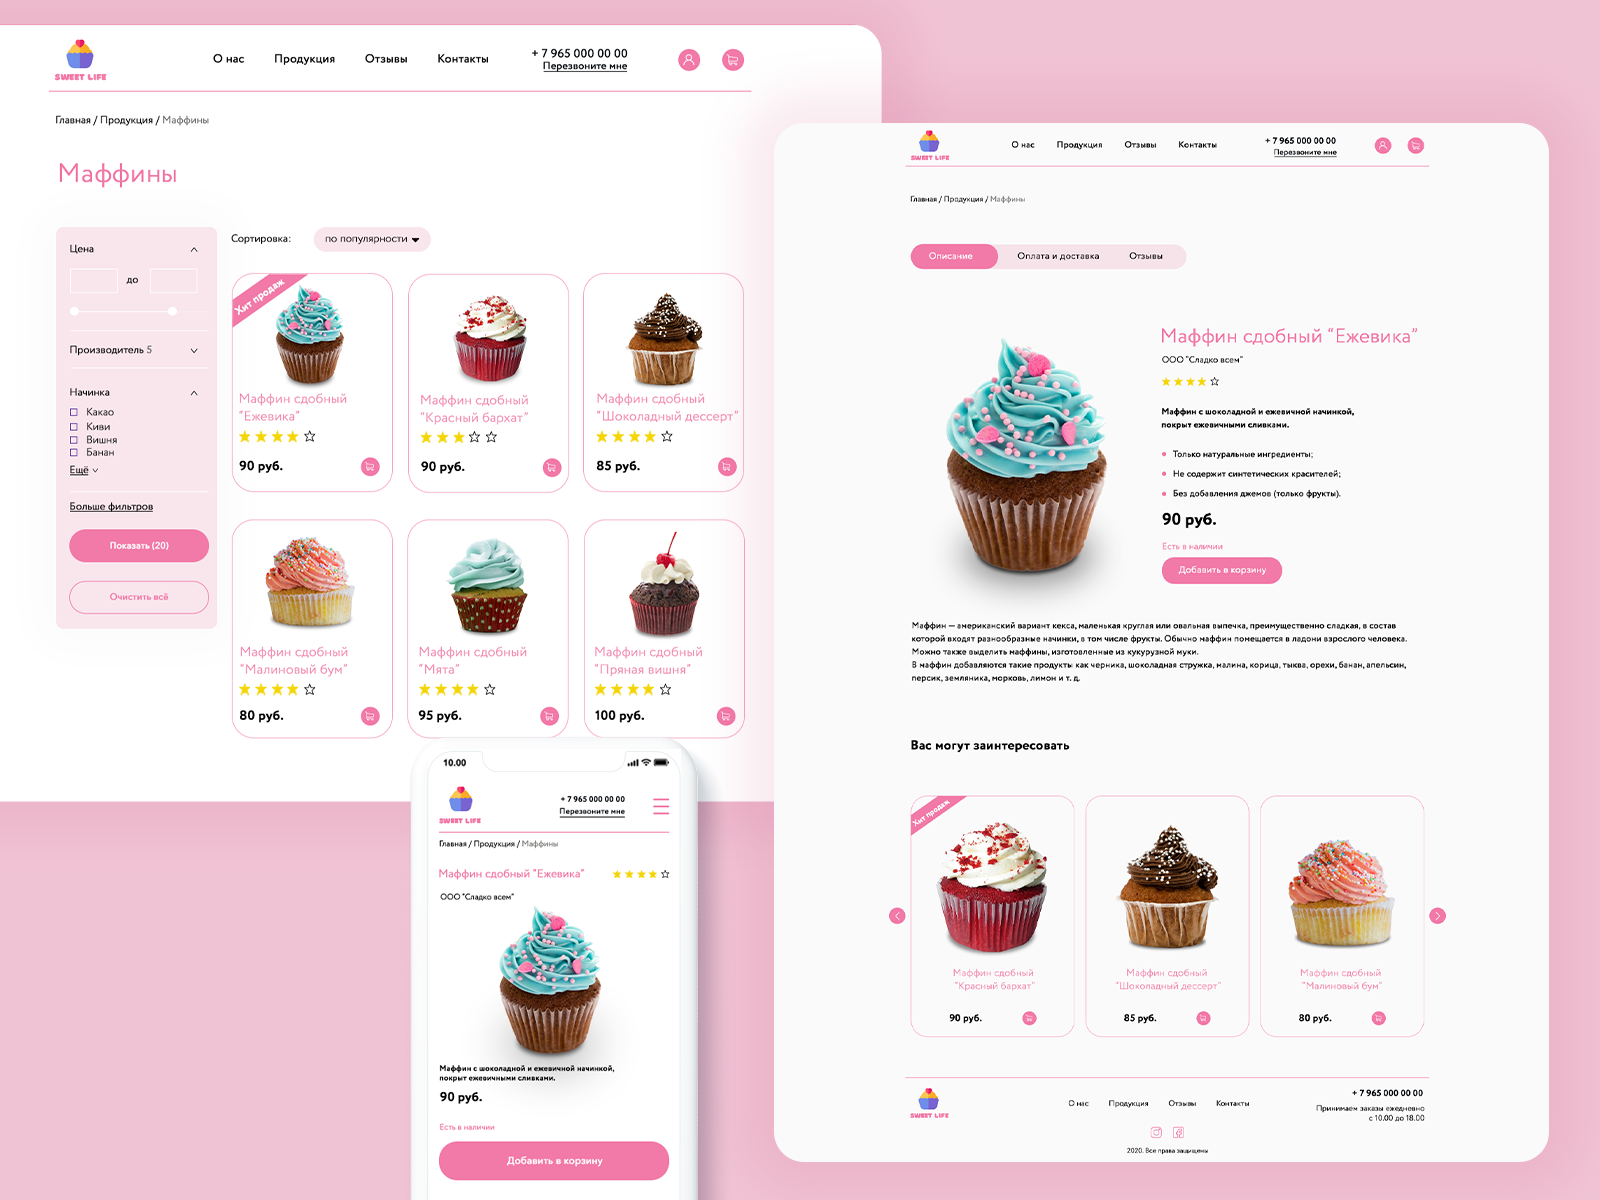 SWEET LIFE
О нас
Продукция
Отзывы
Контакты
+ 7 965 000 00 00
Перезвоните мне
Главная / Продукция / Маффины
Маффины
Цена
до
Производитель 5
Начинка
Какао
Киви
Вишня
Банан
Ещё
Больше фильтров
Показать (20)
Очистить всё
Сортировка:
по популярности
Хит продаж
Маффин сдобный
"Ежевика"
90 руб.
Маффин сдобный
"Красный бархат"
90 руб.
Маффин сдобный
"Шоколадный дессерт"
85 руб.
Маффин сдобный
"Малиновый бум"
80 руб.
Маффин сдобный
"Мята"
95 руб.
Маффин сдобный
"Пряная вишня"
100 руб.
10.00
SWEET LIFE
+ 7 965 000 00 00
Перезвоните мне
Главная / Продукция / Маффины
Маффин сдобный "Ежевика"
ООО "Сладко всем"
Маффин с шоколадной и ежевичной начинкой,
покрыт ежевичными сливками.
90 руб.
Есть в наличии
Добавить в корзину
SWEET LIFE
О нас
Продукция
Отзывы
Контакты
+ 7 965 000 00 00
Перезвоните мне
Главная / Продукция / Маффины
Описание
Оплата и доставка
Отзывы
Маффин сдобный "Ежевика"
ООО "Сладко всем"
Маффин с шоколадной и ежевичной начинкой,
покрыт ежевичными сливками.
Только натуральные ингредиенты;
Не содержит синтетических красителей;
Без добавления джемов (только фрукты).
90 руб.
Есть в наличии
Добавить в корзину
Маффин — американский вариант кекса, маленькая круглая или овальная выпечка, преимущественно сладкая, в состав
которой входят разнообразные начинки, в том числе фрукты. Обычно маффин помещается в ладони взрослого человека.
Можно также выделить маффины, изготовленные из кукурузной муки.
В маффин добавляются такие продукты как черника, шоколадная стружка, малина, корица, тыква, орехи, банан, апельсин,
персик, земляника, морковь, лимон и т. д.
Вас могут заинтересовать
Хит продаж
Маффин сдобный
"Красный бархат"
90 руб.
Маффин сдобный
"Шоколадный дессерт"
85 руб.
Маффин сдобный
"Малиновый бум"
80 руб.
SWEET LIFE
О нас
Продукция
Отзывы
Контакты
+ 7 965 000 00 00
Принимаем заказы ежедневно
с 10.00 до 18.00
2020. Все права защищены